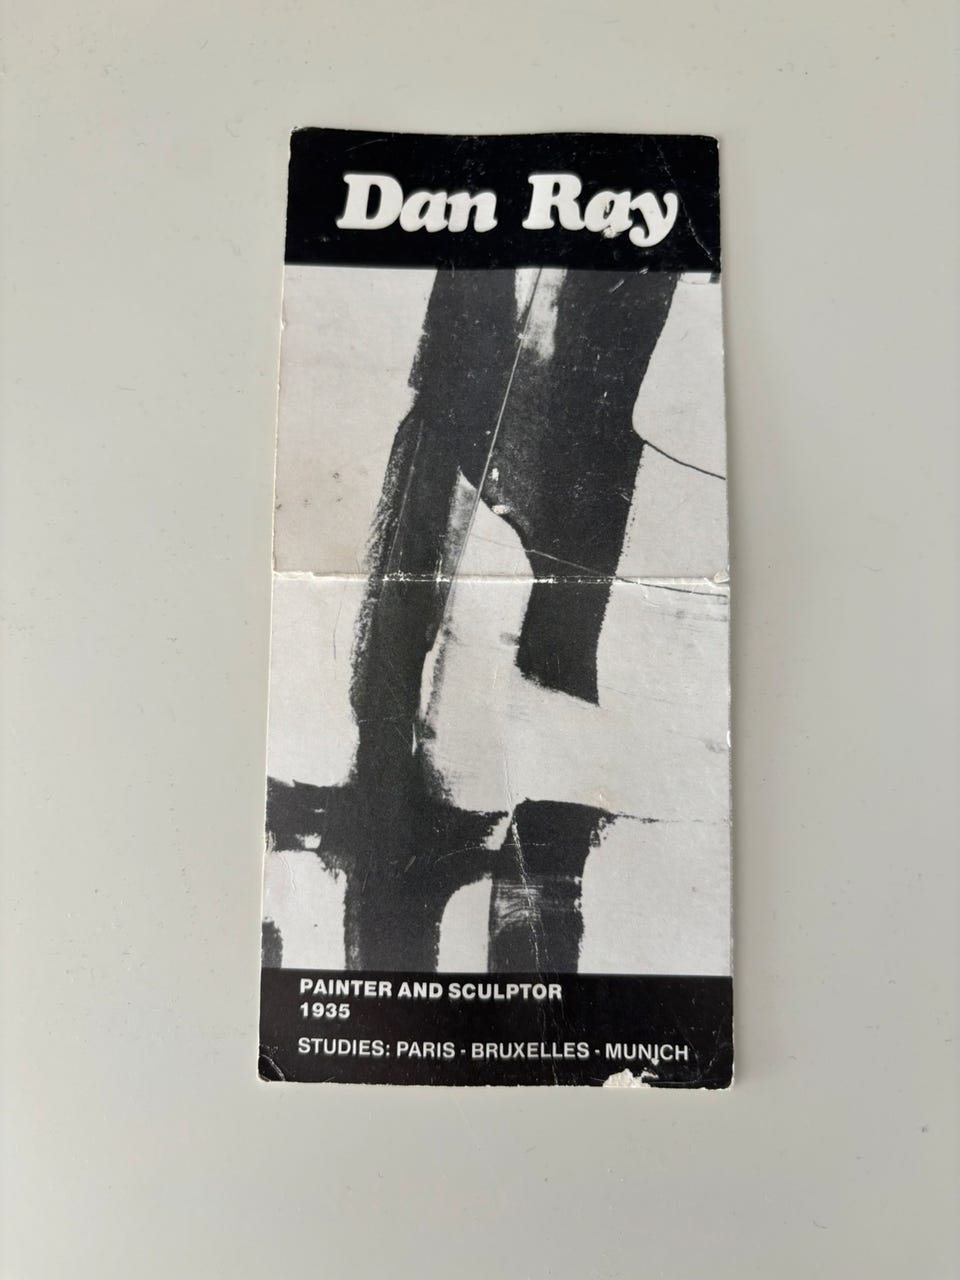 Dan Ray
PAINTER AND SCULPTOR
1935
STUDIES: PARIS - BRUXELLES - MUNICH